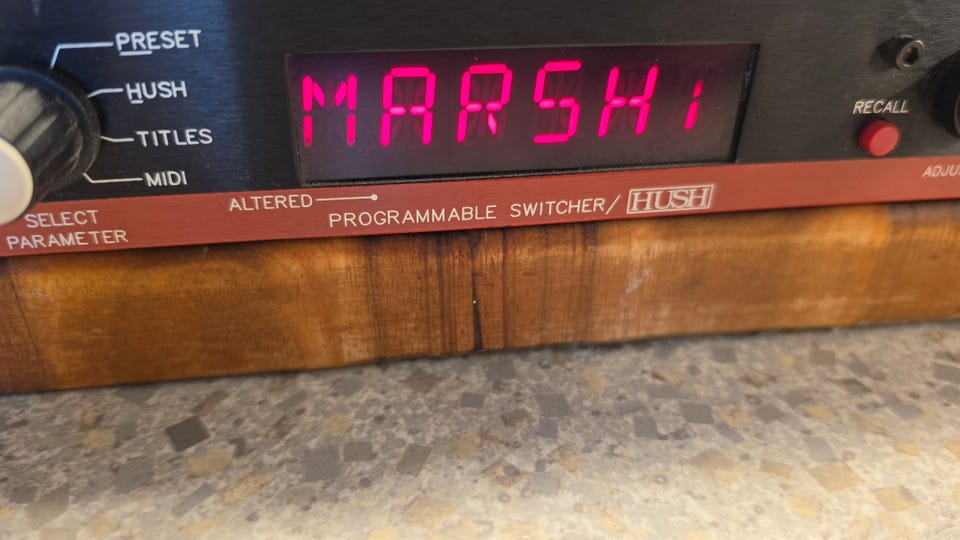 PRESET
HUSH
TITLES
MIDI
SELECT
PARAMETER
MARSHi
ALTERED
PROGRAMMABLE SWITCHER/HUSH
RECALL